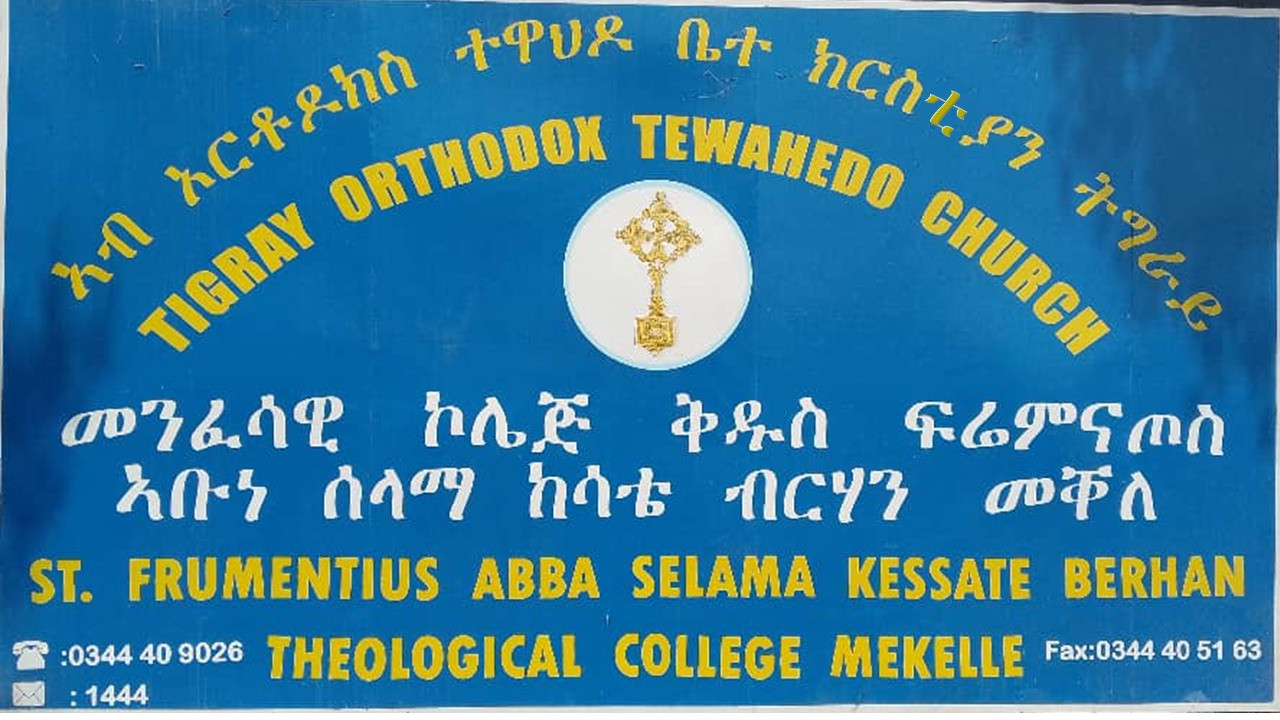 ኣብ ኦርቶዶክስ ተዋህዶ ቤተ ክርስቲያን ትግራይ
TIGRAY ORTHODOX TEWAHEDO CHURCH
መንፈሳዊ ኮሌጅ ቅዱስ ፍሬምናጦስ
ኣቡነ ሰላማ ከሳቴ ብርሃን መቐለ
ST. FRUMENTIUS ABBA SELAMA KESSATE BERHAN
THEOLOGICAL COLLEGE MEKELLE
:0344 40 9026
: 1444
Fax:0344 40 51 63